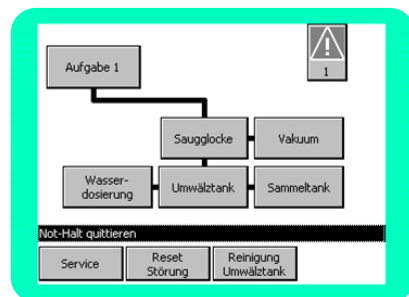 Aufgabe 1
1
Saugglocke
Vakuum
Wasser-
dosierung
Umwälztank
Sammeltank
Not-Halt quittieren
Service
Reset
Störung
Reinigung
Umwälztank